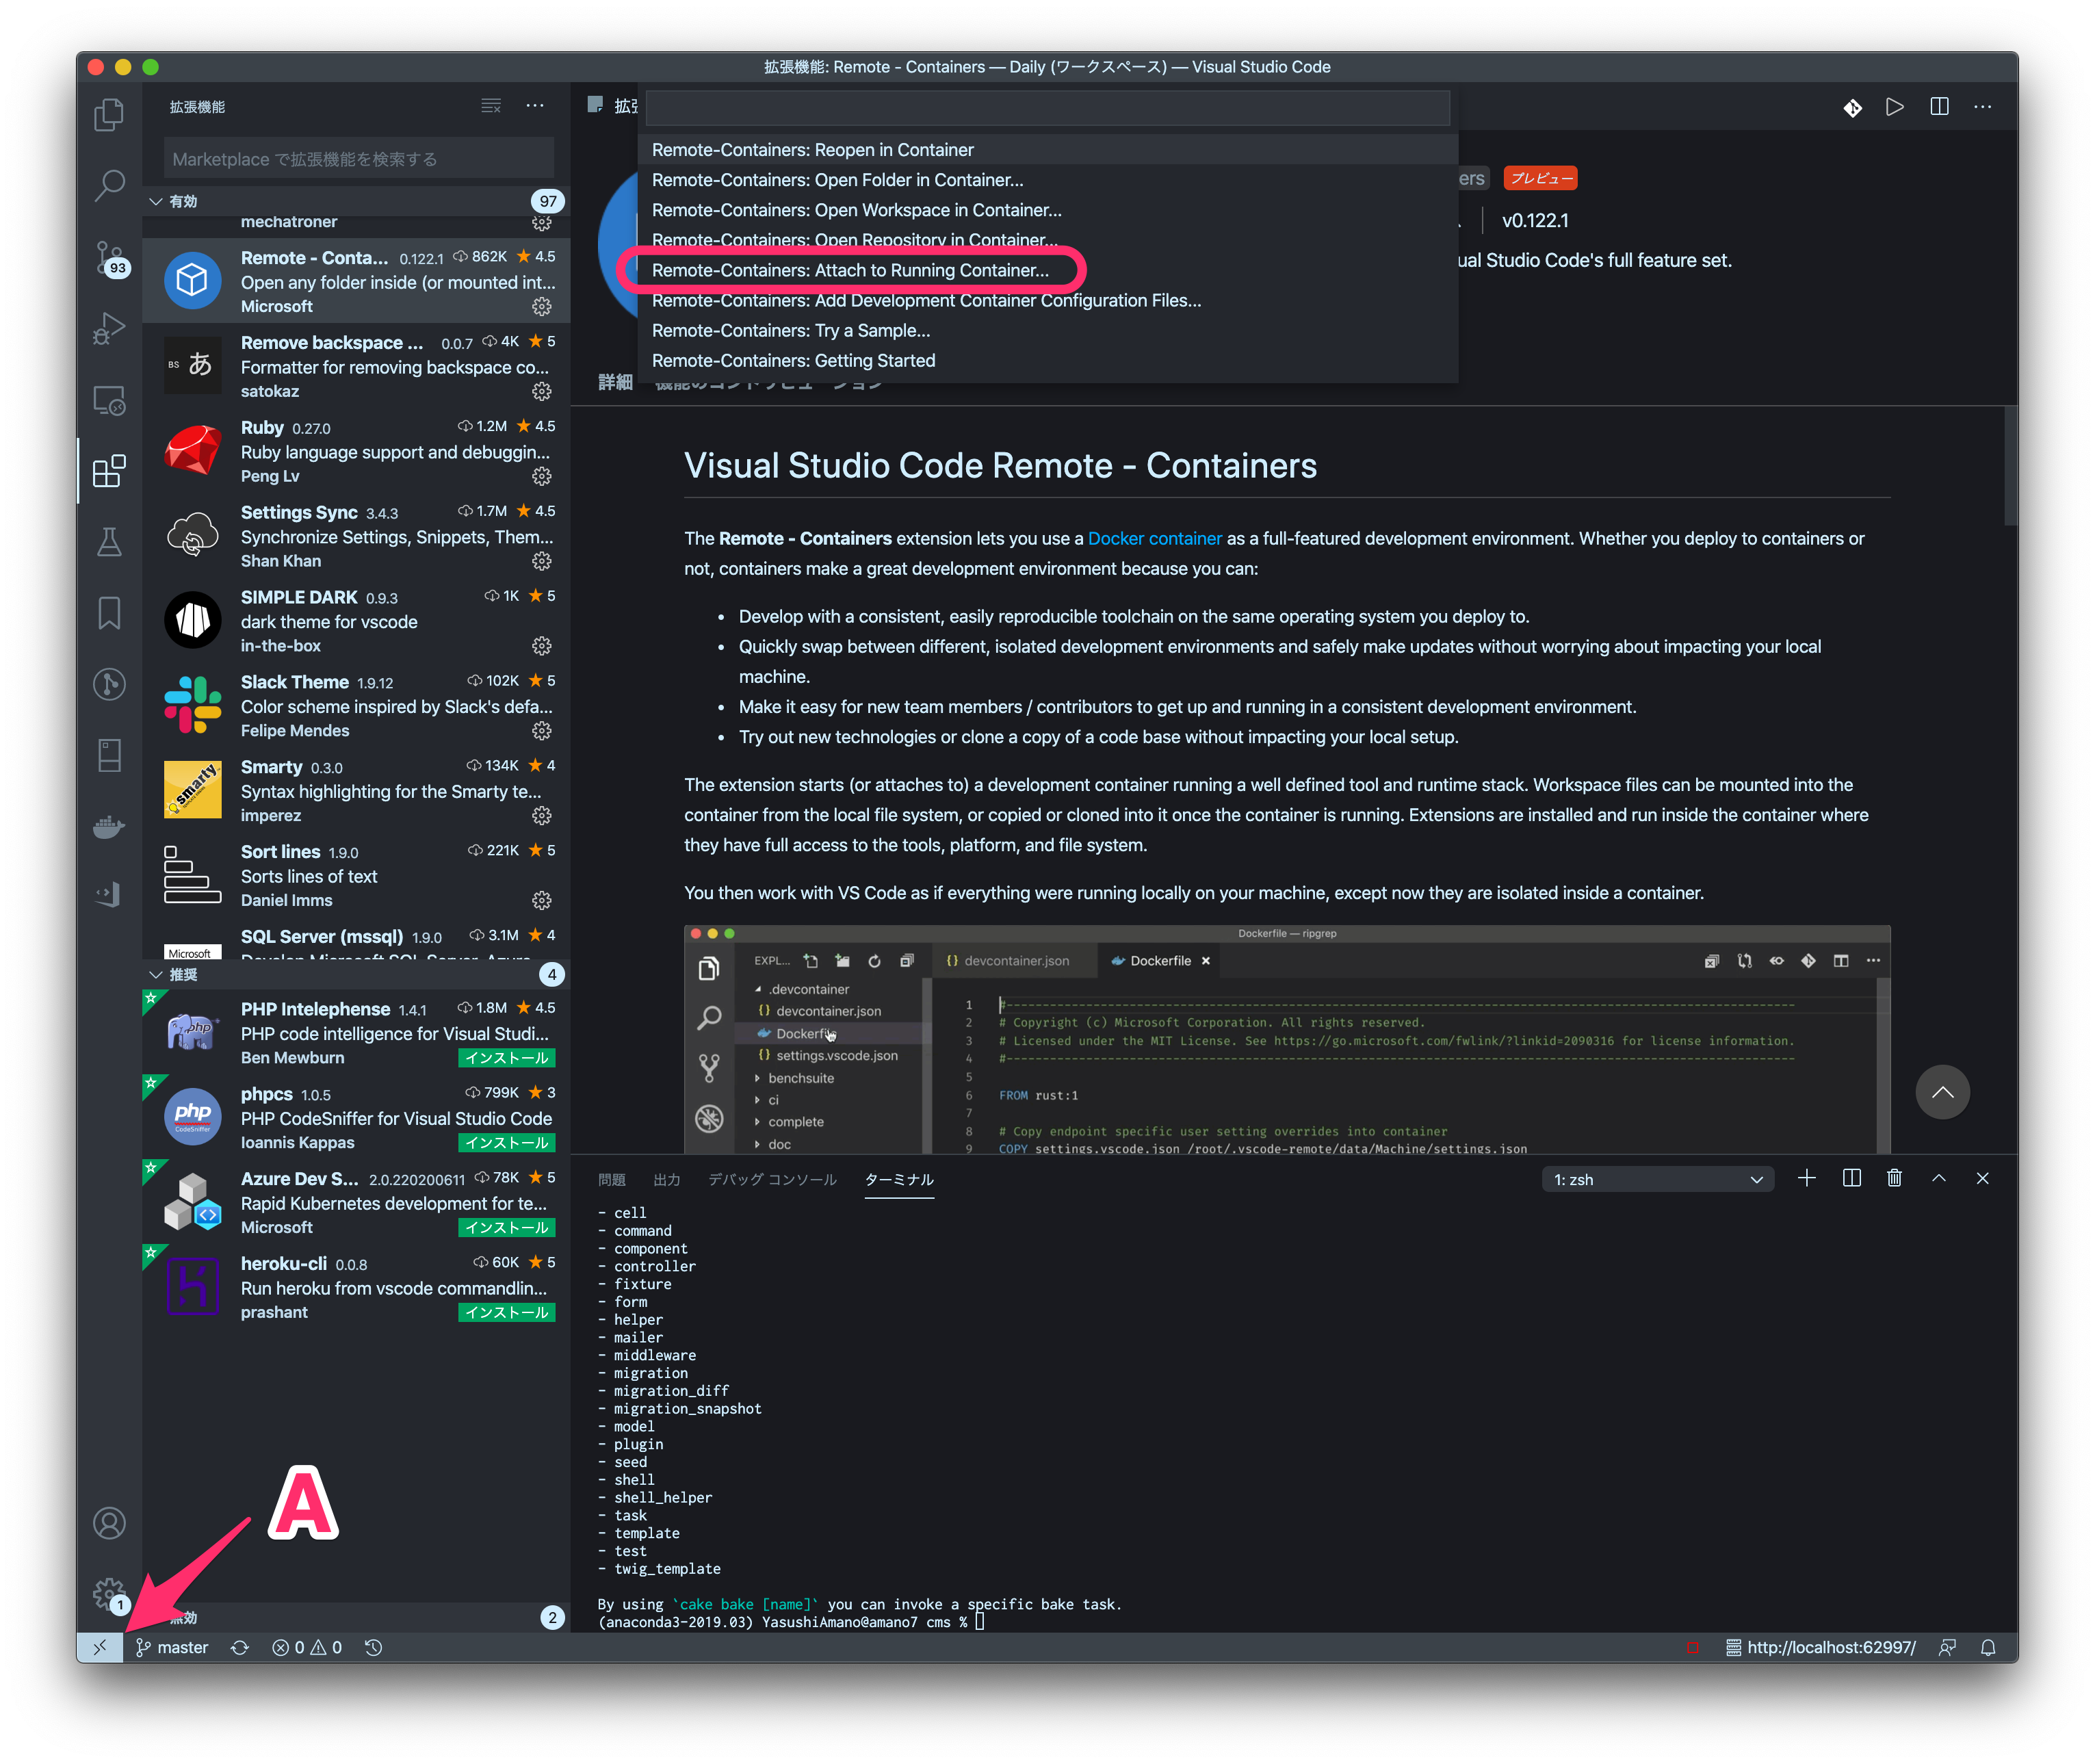 拡張機能: Remote - Containers — Daily (ワークスペース) — Visual Studio Code
拡張機能
Marketplace で拡張機能を検索する
有効 97
mechatroner
Remote - Conta... 0.122.1 862K 4.5
Open any folder inside (or mounted int...
Microsoft
Remove backspace ... 0.0.7 4K 5
Formatter for removing backspace co...
satokaz
BS あ
Ruby 0.27.0 1.2M 4.5
Ruby language support and debuggin...
Peng Lv
Settings Sync 3.4.3 1.7M 4.5
Synchronize Settings, Snippets, Them...
Shan Khan
SIMPLE DARK 0.9.3 1K 5
dark theme for vscode
in-the-box
Slack Theme 1.9.12 102K 5
Color scheme inspired by Slack's defa...
Felipe Mendes
Smarty 0.3.0 134K 4
Syntax highlighting for the Smarty te...
imperez
smarty
Sort lines 1.9.0 221K 5
Sorts lines of text
Daniel Imms
SQL Server (mssql) 1.9.0 3.1M 4
Microsoft
推奨 4
PHP Intelephense 1.4.1 1.8M 4.5
PHP code intelligence for Visual Studi...
Ben Mewburn インストール
php
phpcs 1.0.5 799K 3
PHP CodeSniffer for Visual Studio Code
Ioannis Kappas インストール
php
CodeSniffer
Azure Dev S... 2.0.220200611 78K 5
Rapid Kubernetes development for te...
Microsoft インストール
heroku-cli 0.0.8 60K 5
Run heroku from vscode commandlin...
prashant インストール
無効 2
93
1
A
拡張
Remote-Containers: Reopen in Container
Remote-Containers: Open Folder in Container...
Remote-Containers: Open Workspace in Container...
Remote-Containers: Open Repository in Container...
Remote-Containers: Attach to Running Container...
Remote-Containers: Add Development Container Configuration Files...
Remote-Containers: Try a Sample...
Remote-Containers: Getting Started
ers プレビュー
v0.122.1
ual Studio Code's full feature set.
詳細 機能のコントリビューション
Visual Studio Code Remote - Containers
The Remote - Containers extension lets you use a Docker container as a full-featured development environment. Whether you deploy to containers or
not, containers make a great development environment because you can:
• Develop with a consistent, easily reproducible toolchain on the same operating system you deploy to.
• Quickly swap between different, isolated development environments and safely make updates without worrying about impacting your local
machine.
• Make it easy for new team members / contributors to get up and running in a consistent development environment.
• Try out new technologies or clone a copy of a code base without impacting your local setup.
The extension starts (or attaches to) a development container running a well defined tool and runtime stack. Workspace files can be mounted into the
container from the local file system, or copied or cloned into it once the container is running. Extensions are installed and run inside the container where
they have full access to the tools, platform, and file system.
You then work with VS Code as if everything were running locally on your machine, except now they are isolated inside a container.
Dockerfile — ripgrep
EXPL...
.devcontainer
{} devcontainer.json
Dockerfile
{} settings.vscode.json
benchsuite
ci
complete
doc
{} devcontainer.json Dockerfile ×
1 #----------------------------------------------------------------------
2 # Copyright (c) Microsoft Corporation. All rights reserved.
3 # Licensed under the MIT License. See https://go.microsoft.com/fwlink/?linkid=2090316 for license information.
4 #----------------------------------------------------------------------
5
6 FROM rust:1
7
8 # Copy endpoint specific user setting overrides into container
9 COPY settings.vscode.json /root/.vscode-remote/data/Machine/settings.json
問題 出力 デバッグ コンソール ターミナル 1: zsh
- cell
- command
- component
- controller
- fixture
- form
- helper
- mailer
- middleware
- migration
- migration_diff
- migration_snapshot
- model
- plugin
- seed
- shell
- shell_helper
- task
- template
- test
- twig_template
By using `cake bake [name]` you can invoke a specific bake task.
(anaconda3-2019.03) YasushiAmano@amano7 cms %
master 0 0 http://localhost:62997/